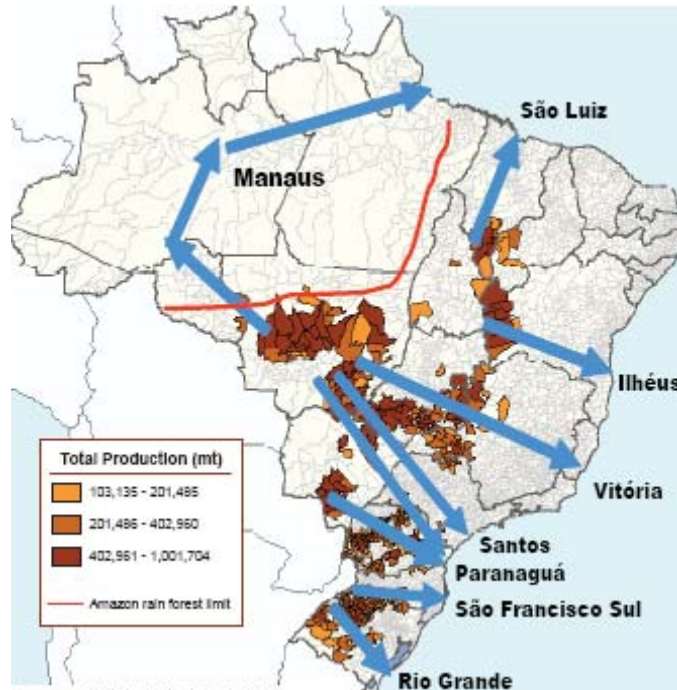 São Luiz
Manaus
Ilhéus
Total Production (mt)
103,135 - 201,485
201,486 - 402,960
402,961 - 1,001,704
Amazon rain forest limit
Vitória
Santos
Paranaguá
São Francisco Sul
Rio Grande